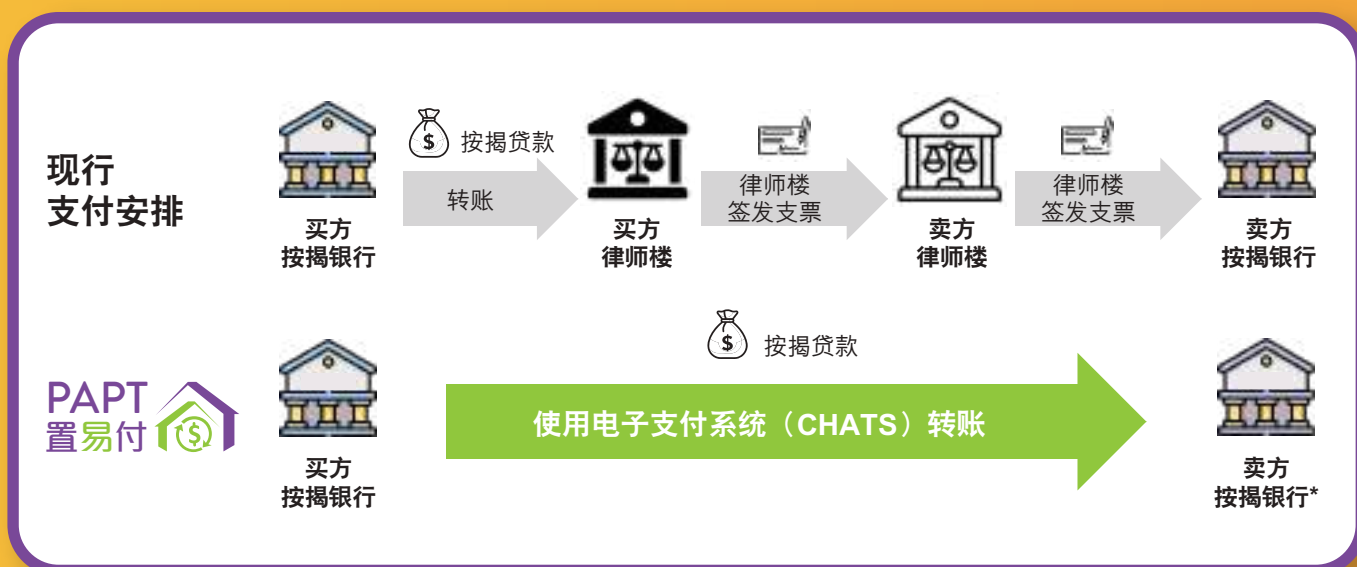 现行
支付安排
买方
按揭银行
$ 按揭贷款
转账
买方
律师楼
律师楼
签发支票
卖方
律师楼
律师楼
签发支票
卖方
按揭银行
PAPT
置易付
$
买方
按揭银行
$ 按揭贷款
使用电子支付系统（CHATS）转账
卖方
按揭银行*